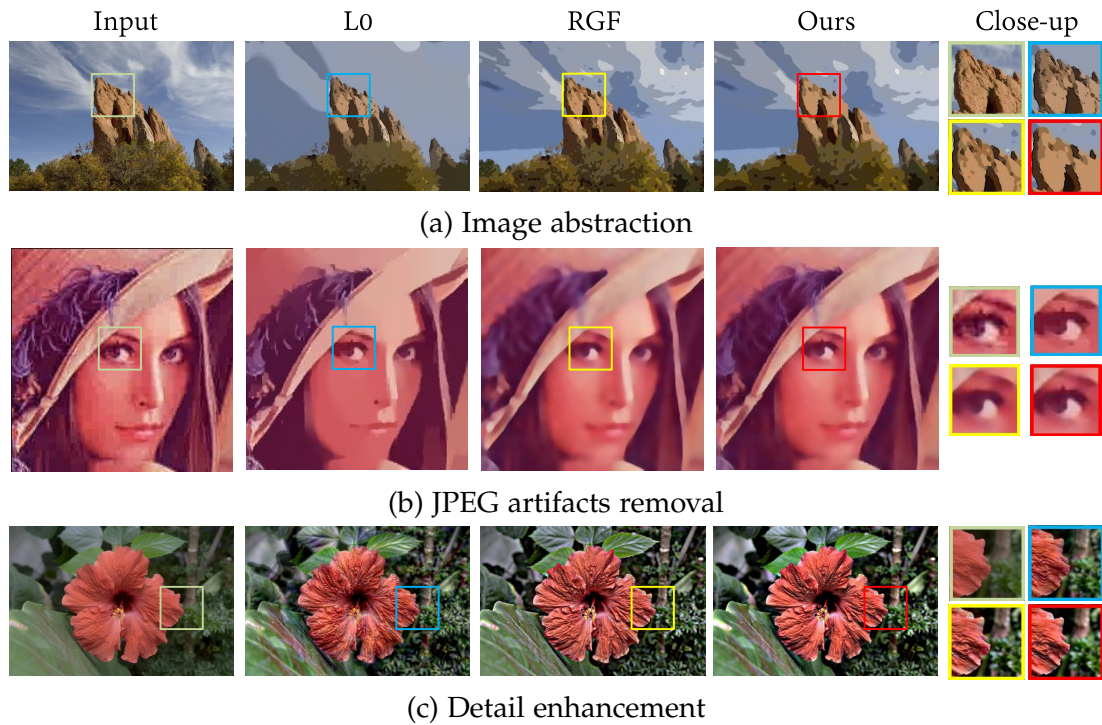 Input L0 RGF Ours Close-up
(a) Image abstraction
(b) JPEG artifacts removal
(c) Detail enhancement